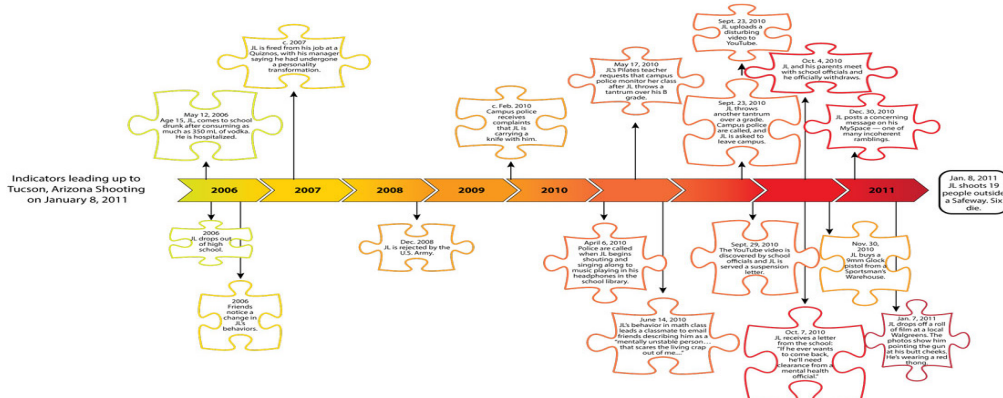 c. 2007
JL is fired from his job at a
Quiznos, with his manager
saying he had undergone
a personality
transformation.
Sept. 23, 2010
JL uploads a
disturbing
video to
YouTube.
May 17, 2010
JL's Pilates teacher
requests that campus
police monitor her class
after JL throws a
tantrum over his B
grade.
Oct. 4, 2010
JL and his parents meet
with school officials and
he officially withdraws.
May 12, 2006
Age 15, JL, comes to school
drunk after consuming as
much as 350 mL of vodka.
He is hospitalized.
c. Feb. 2010
Campus police
receives
complaints
that JL is
carrying a
knife with him.
Sept. 23, 2010
JL throws
another tantrum
over a grade.
Campus police
are called, and
JL is asked to
leave campus.
Dec. 30, 2010
JL posts a concerning
message on his
MySpace — one of
many incoherent
ramblings.
Indicators leading up to
Tucson, Arizona Shooting
on January 8, 2011
2006
2007
2008
2009
2010
2011
Jan. 8, 2011
JL shoots 19
people outside
a Safeway. Six
die.
2006
JL drops out
of high
school.
Dec. 2008
JL is rejected by the
U.S. Army.
April 6, 2010
Police are called
when JL begins
shouting and
singing along to
music playing in his
headphones in the
school library.
Sept. 29, 2010
The YouTube video is
discovered by school
officials and JL is
served a suspension
letter.
Nov. 30,
2010
JL buys a
9mm Glock
pistol from a
Sportsman's
Warehouse.
2006
Friends
notice a
change in
JL's
behaviors.
June 14, 2010
JL's behavior in math class
leads a classmate to email
friends describing him as a
"mentally unstable person…
that scares the living crap
out of me…"
Oct. 7, 2010
JL receives a letter
from the school:
"If he ever wants
to come back,
he'll need
clearance from a
mental health
official."
Jan. 7, 2011
JL drops off a roll
of film at a local
Walgreens. The
photos show him
pointing the gun
at his butt cheeks.
He's wearing a red
thong.